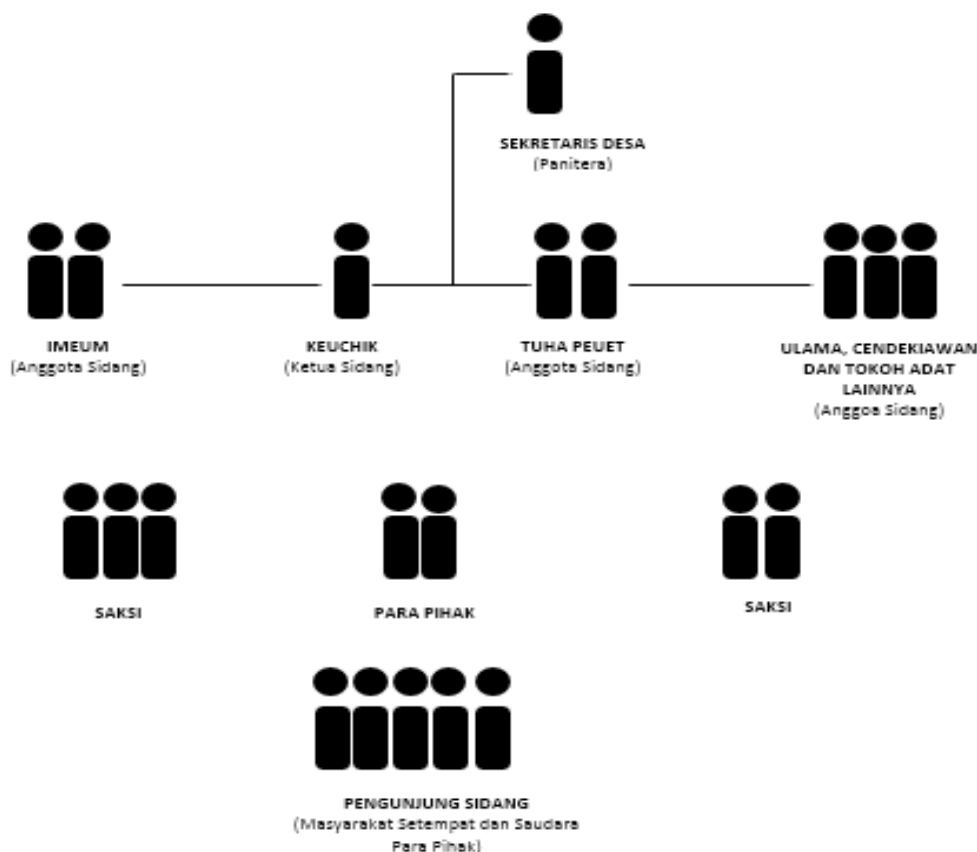 SEKRETARIS DESA
(Panitera)
IMEUM
(Anggota Sidang)
KEUCHIK
(Ketua Sidang)
TUHA PEUET
(Anggota Sidang)
ULAMA, CENDEKIAWAN
DAN TOKOH ADAT
LAINNYA
(Anggoa Sidang)
SAKSI
PARA PIHAK
SAKSI
PENGUNJUNG SIDANG
(Masyarakat Setempat dan Saudara
Para Pihak)